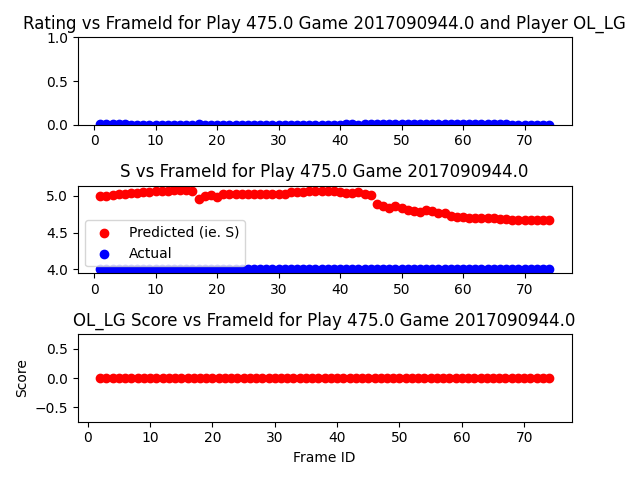 Rating vs FrameId for Play 475.0 Game 2017090944.0 and Player OL_LG
1.0
0.5
0.0
0 10 20 30 40 50 60 70
S vs FrameId for Play 475.0 Game 2017090944.0
5.0
4.5
4.0
Predicted (ie. S)
Actual
0 10 20 30 40 50 60 70
OL_LG Score vs FrameId for Play 475.0 Game 2017090944.0
Score
0.5
0.0
−0.5
0 10 20 30 40 50 60 70
Frame ID